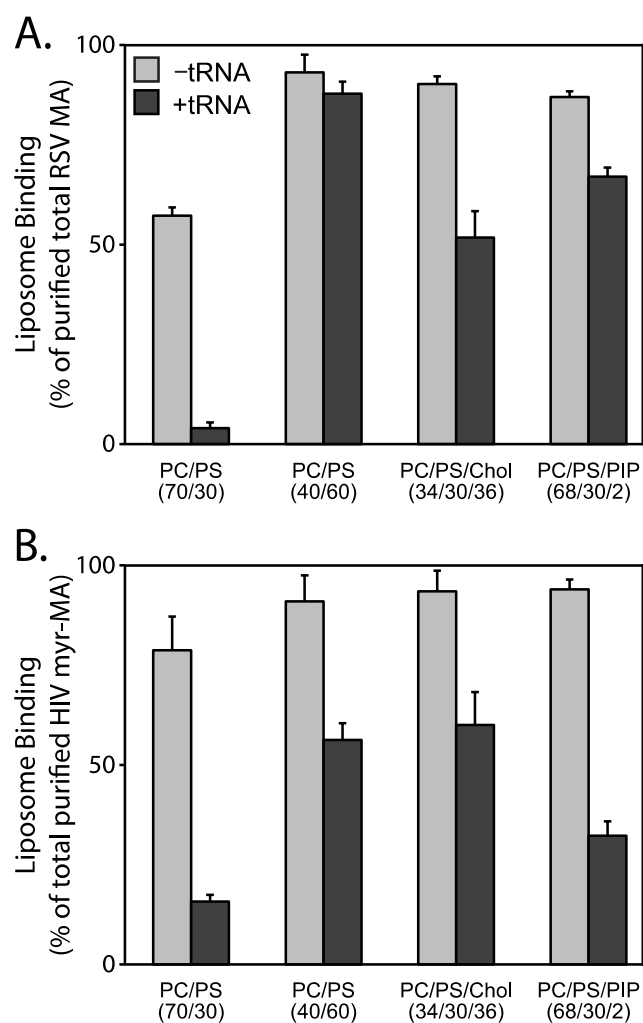 A.
100
−tRNA
+tRNA
Liposome Binding
(% of purified total RSV MA)
50
0
PC/PS PC/PS PC/PS/Chol PC/PS/PIP
(70/30) (40/60) (34/30/36) (68/30/2)
B.
100
Liposome Binding
(% of total purified HIV myr-MA)
50
0
PC/PS PC/PS PC/PS/Chol PC/PS/PIP
(70/30) (40/60) (34/30/36) (68/30/2)